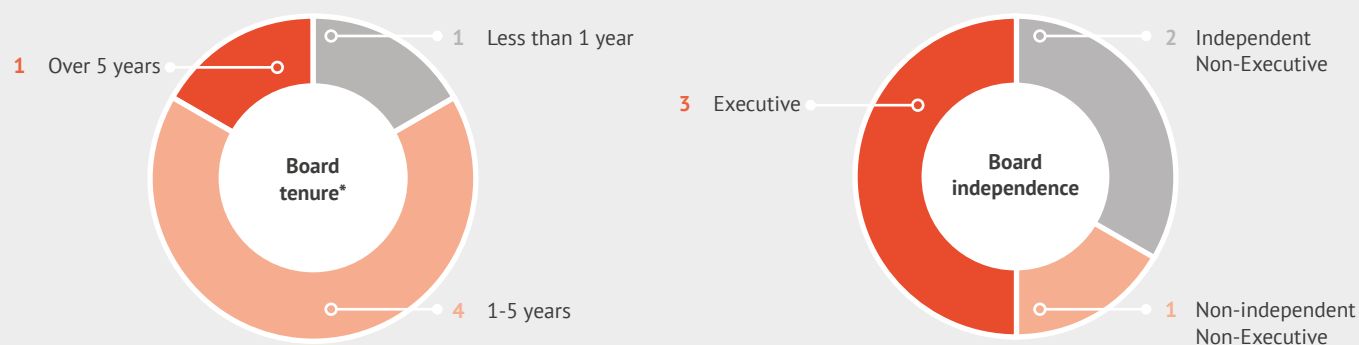 1 Less than 1 year
1 Over 5 years
Board
tenure*
4 1-5 years
2 Independent
Non-Executive
3 Executive
Board
independence
1 Non-independent
Non-Executive